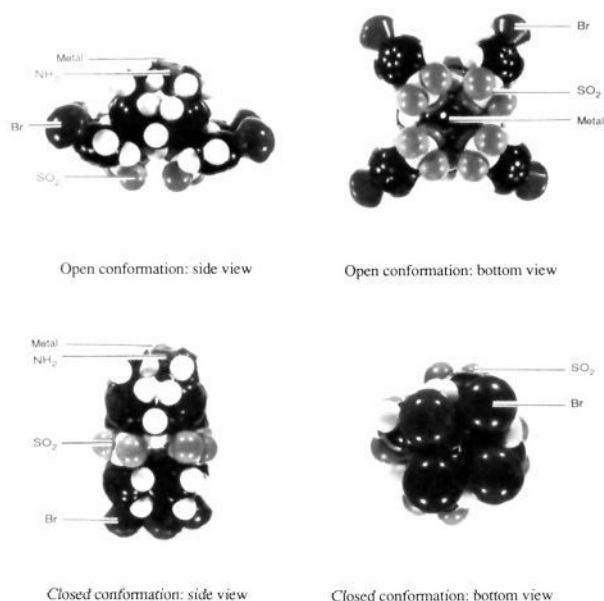 Metal
NH2
Br
SO2
Br
SO2
Metal
Open conformation: side view
Open conformation: bottom view
Metal
NH2
SO2
Br
SO2
Br
Closed conformation: side view
Closed conformation: bottom view